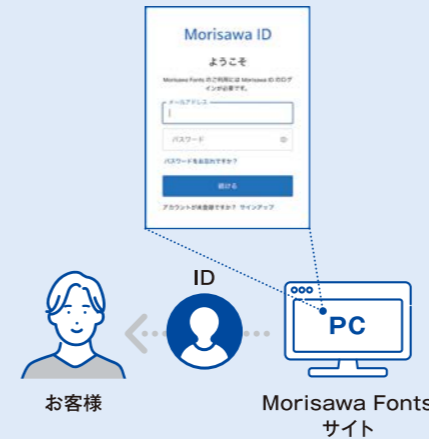 Morisawa ID
ようこそ
Morisawa Fonts のご利用には Morisawa ID のログ
インが必要です。
メールアドレス
パスワード
パスワードをお忘れですか？
続ける
アカウントが未登録ですか？ サインアップ
ID
PC
お客様
Morisawa Fonts
サイト